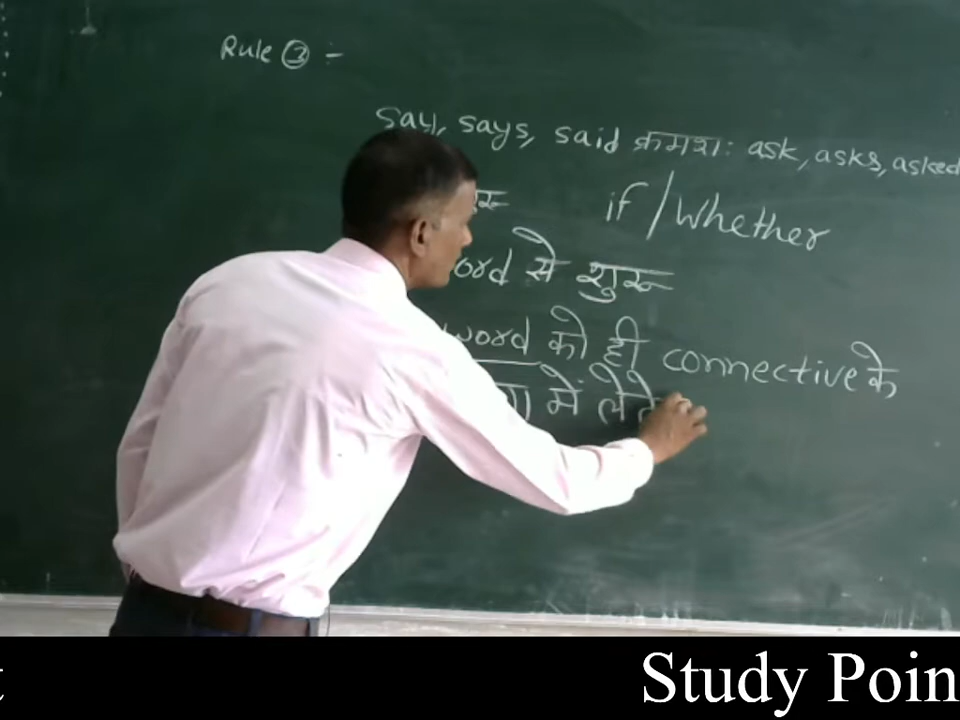 Rule ② :-
Say, says, said क्रमशः ask, asks, asked
if / Whether
word से शुरू
word को ही connective के
में लेते
Study Poin